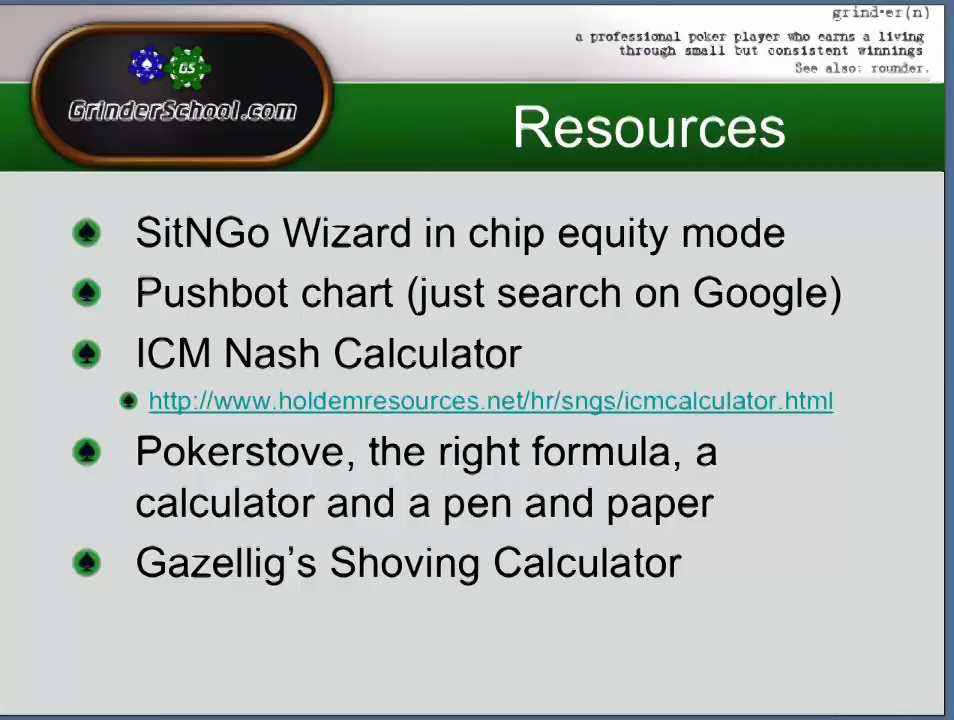 grind·er(n)
a professional poker player who earns a living
through small but consistent winnings
See also: rounder.
GS
GrinderSchool.com
Resources
SitNGo Wizard in chip equity mode
Pushbot chart (just search on Google)
ICM Nash Calculator
http://www.holdemresources.net/hr/sngs/icmcalculator.html
Pokerstove, the right formula, a
calculator and a pen and paper
Gazellig’s Shoving Calculator